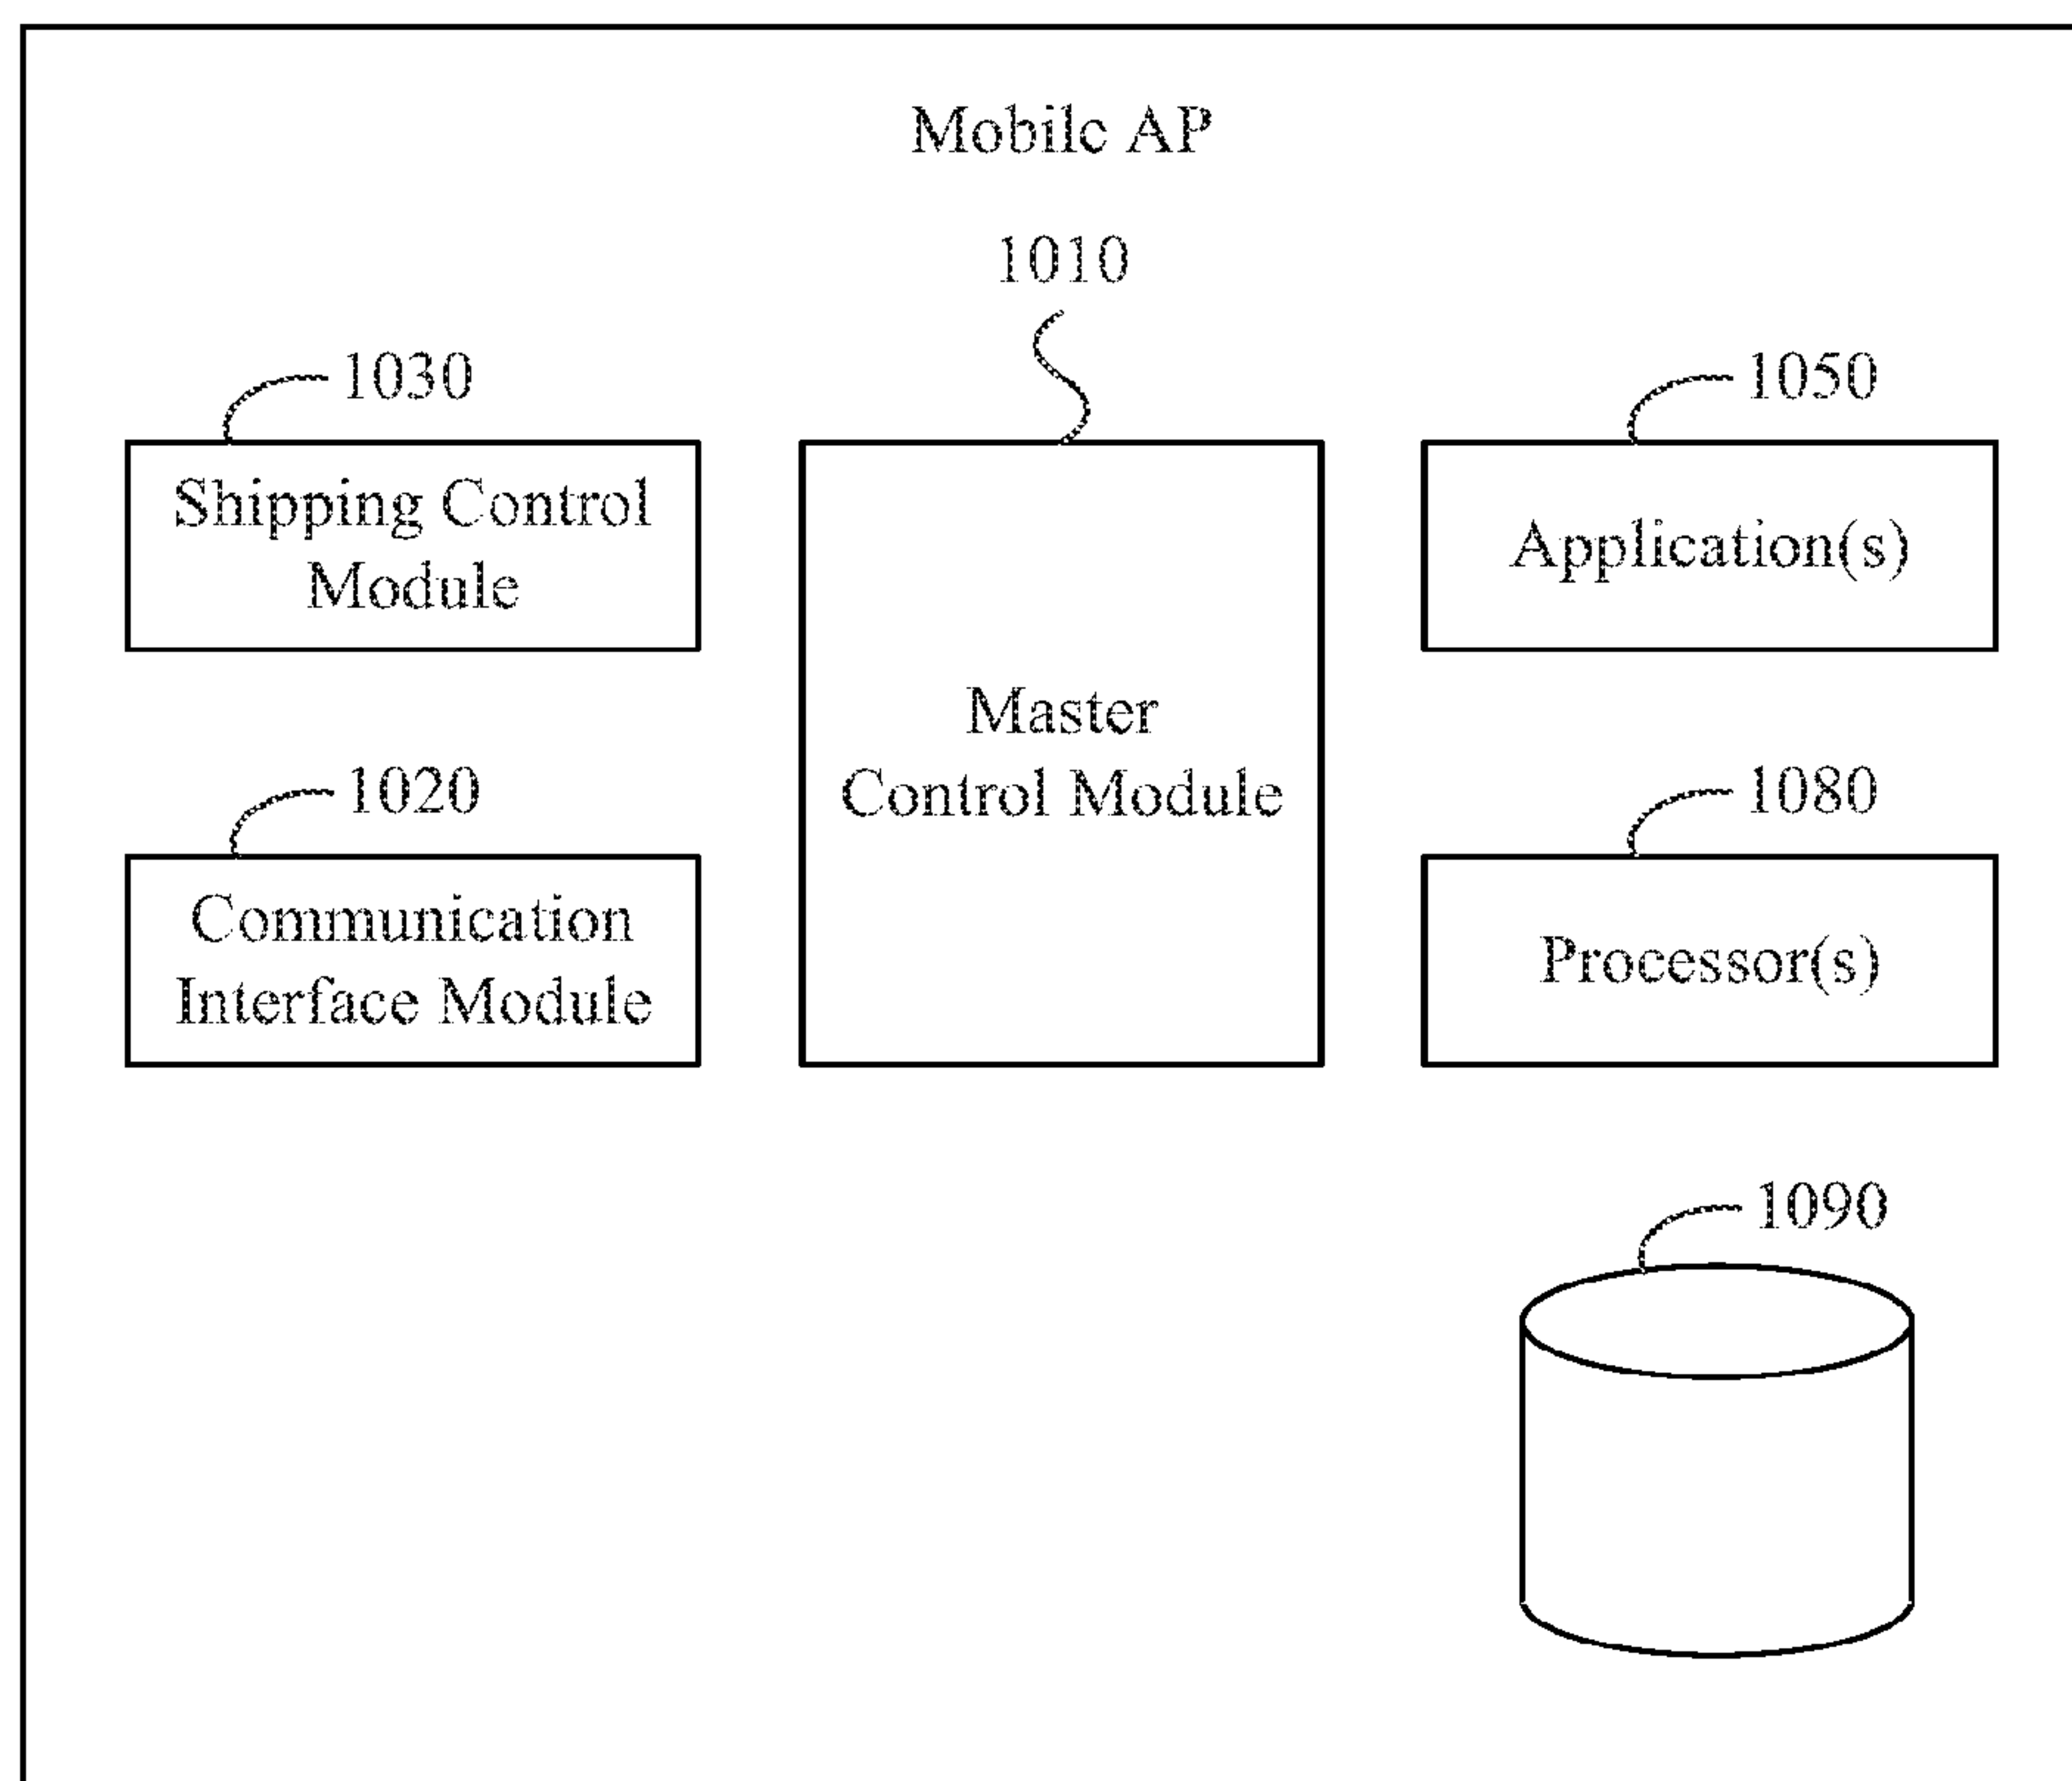 Mobile AP
1010
1030
1050
Shipping Control
Module
Application(s)
Master
Control Module
1020
1080
Communication
Interface Module
Processor(s)
1090